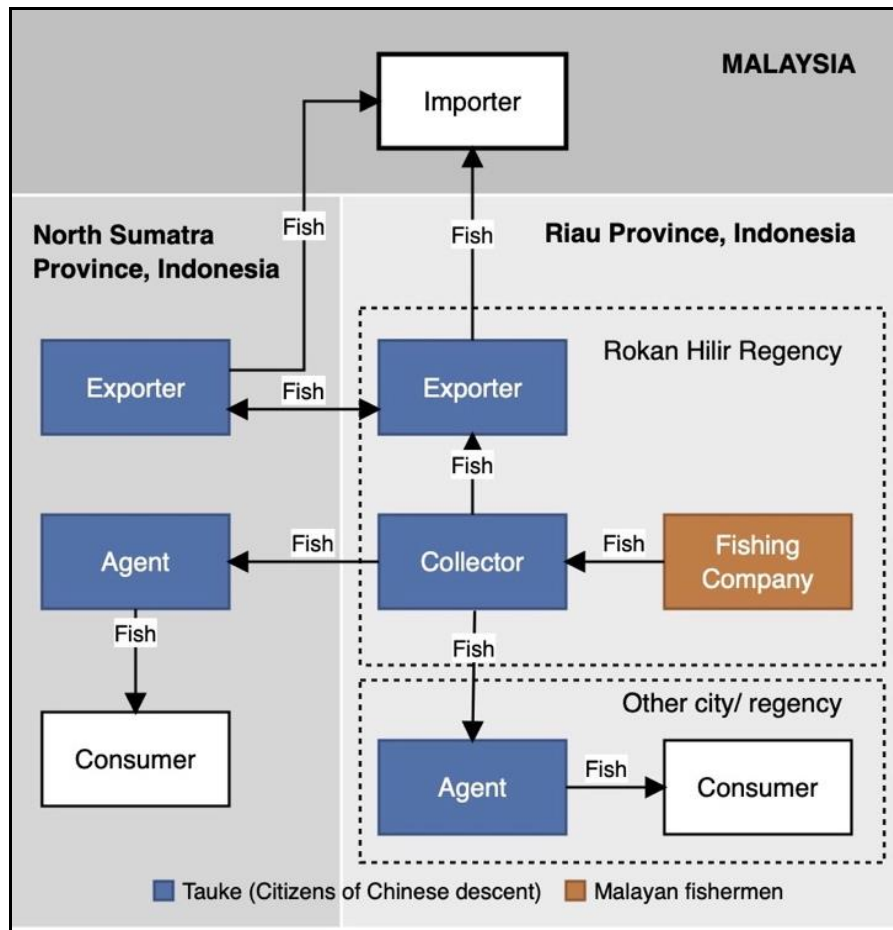 MALAYSIA
Importer
Fish
Fish
North Sumatra
Province, Indonesia
Riau Province, Indonesia
Rokan Hilir Regency
Exporter
Fish
Exporter
Fish
Agent
Fish
Collector
Fish
Fishing
Company
Fish
Fish
Other city/ regency
Consumer
Agent
Fish
Consumer
Tauke (Citizens of Chinese descent)
Malayan fishermen